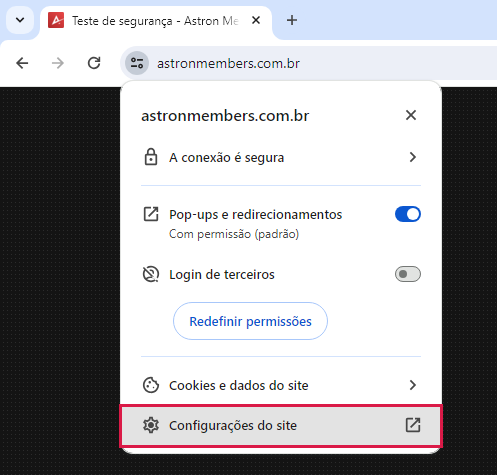 Teste de segurança - Astron Me
astronmembers.com.br
astronmembers.com.br
A conexão é segura
Pop-ups e redirecionamentos
Com permissão (padrão)
Login de terceiros
Redefinir permissões
Cookies e dados do site
Configurações do site